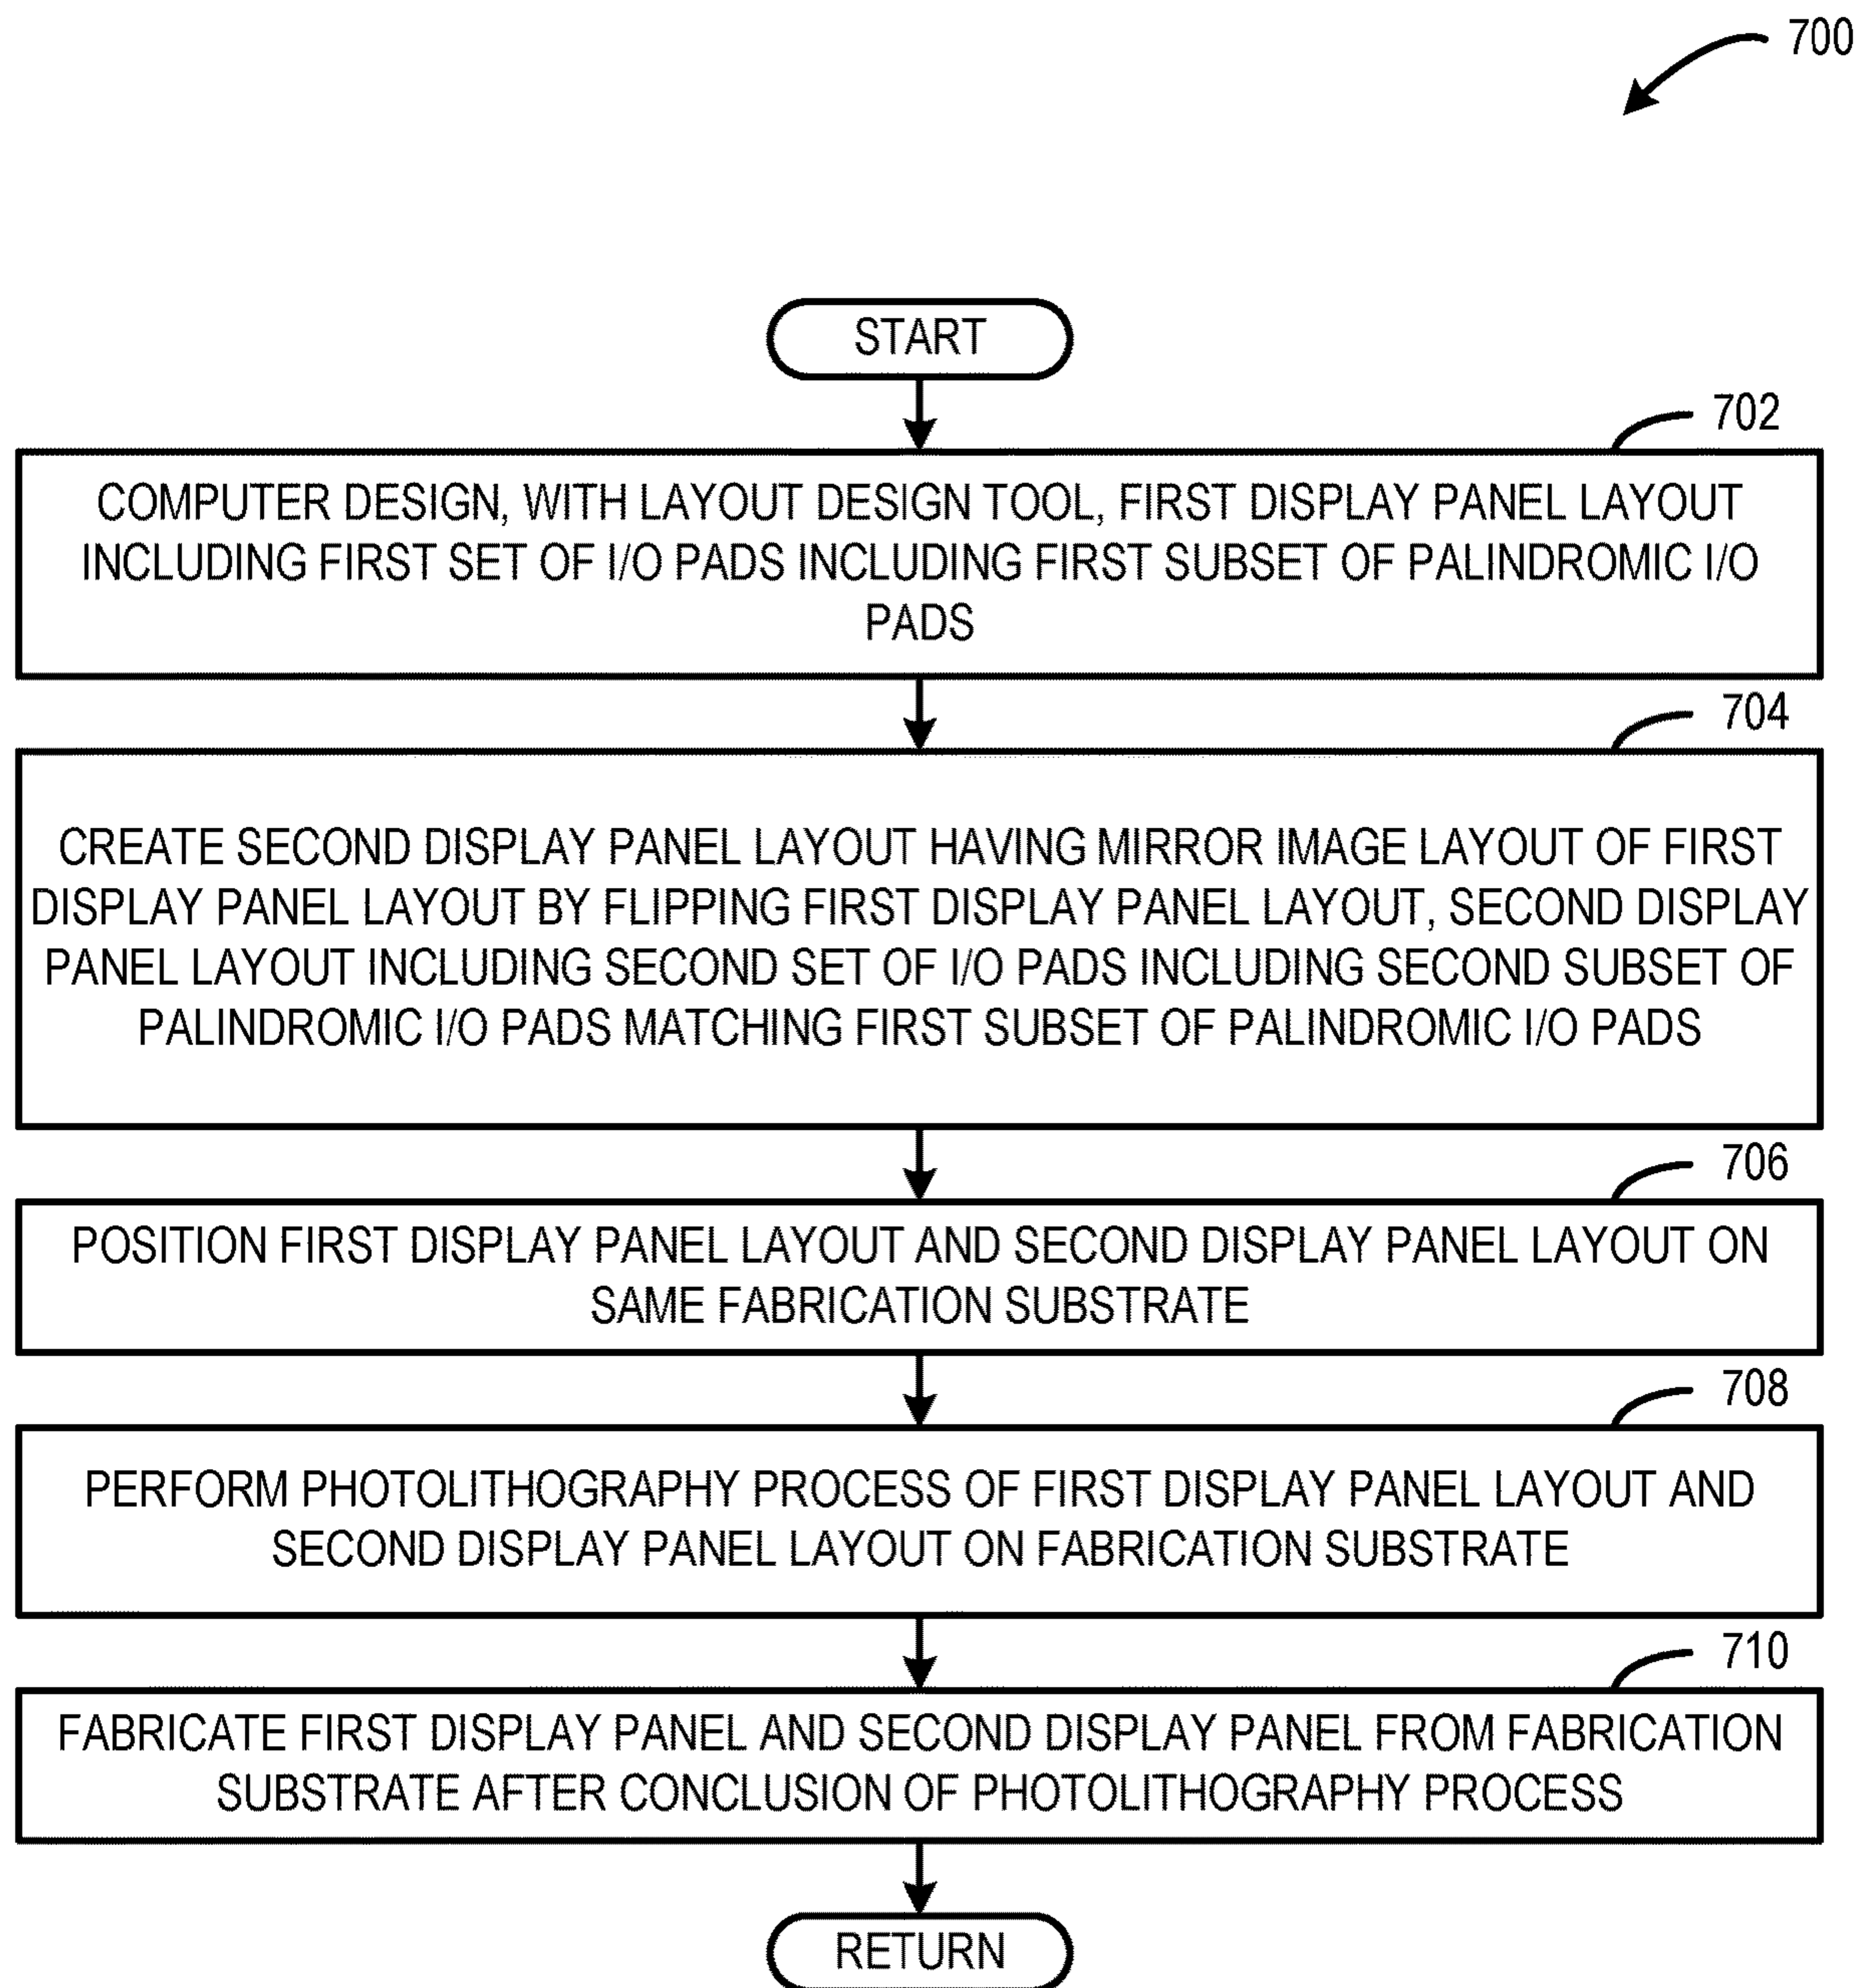 700
START
702
COMPUTER DESIGN, WITH LAYOUT DESIGN TOOL, FIRST DISPLAY PANEL LAYOUT
INCLUDING FIRST SET OF I/O PADS INCLUDING FIRST SUBSET OF PALINDROMIC I/O
PADS
704
CREATE SECOND DISPLAY PANEL LAYOUT HAVING MIRROR IMAGE LAYOUT OF FIRST
DISPLAY PANEL LAYOUT BY FLIPPING FIRST DISPLAY PANEL LAYOUT, SECOND DISPLAY
PANEL LAYOUT INCLUDING SECOND SET OF I/O PADS INCLUDING SECOND SUBSET OF
PALINDROMIC I/O PADS MATCHING FIRST SUBSET OF PALINDROMIC I/O PADS
706
POSITION FIRST DISPLAY PANEL LAYOUT AND SECOND DISPLAY PANEL LAYOUT ON
SAME FABRICATION SUBSTRATE
708
PERFORM PHOTOLITHOGRAPHY PROCESS OF FIRST DISPLAY PANEL LAYOUT AND
SECOND DISPLAY PANEL LAYOUT ON FABRICATION SUBSTRATE
710
FABRICATE FIRST DISPLAY PANEL AND SECOND DISPLAY PANEL FROM FABRICATION
SUBSTRATE AFTER CONCLUSION OF PHOTOLITHOGRAPHY PROCESS
RETURN